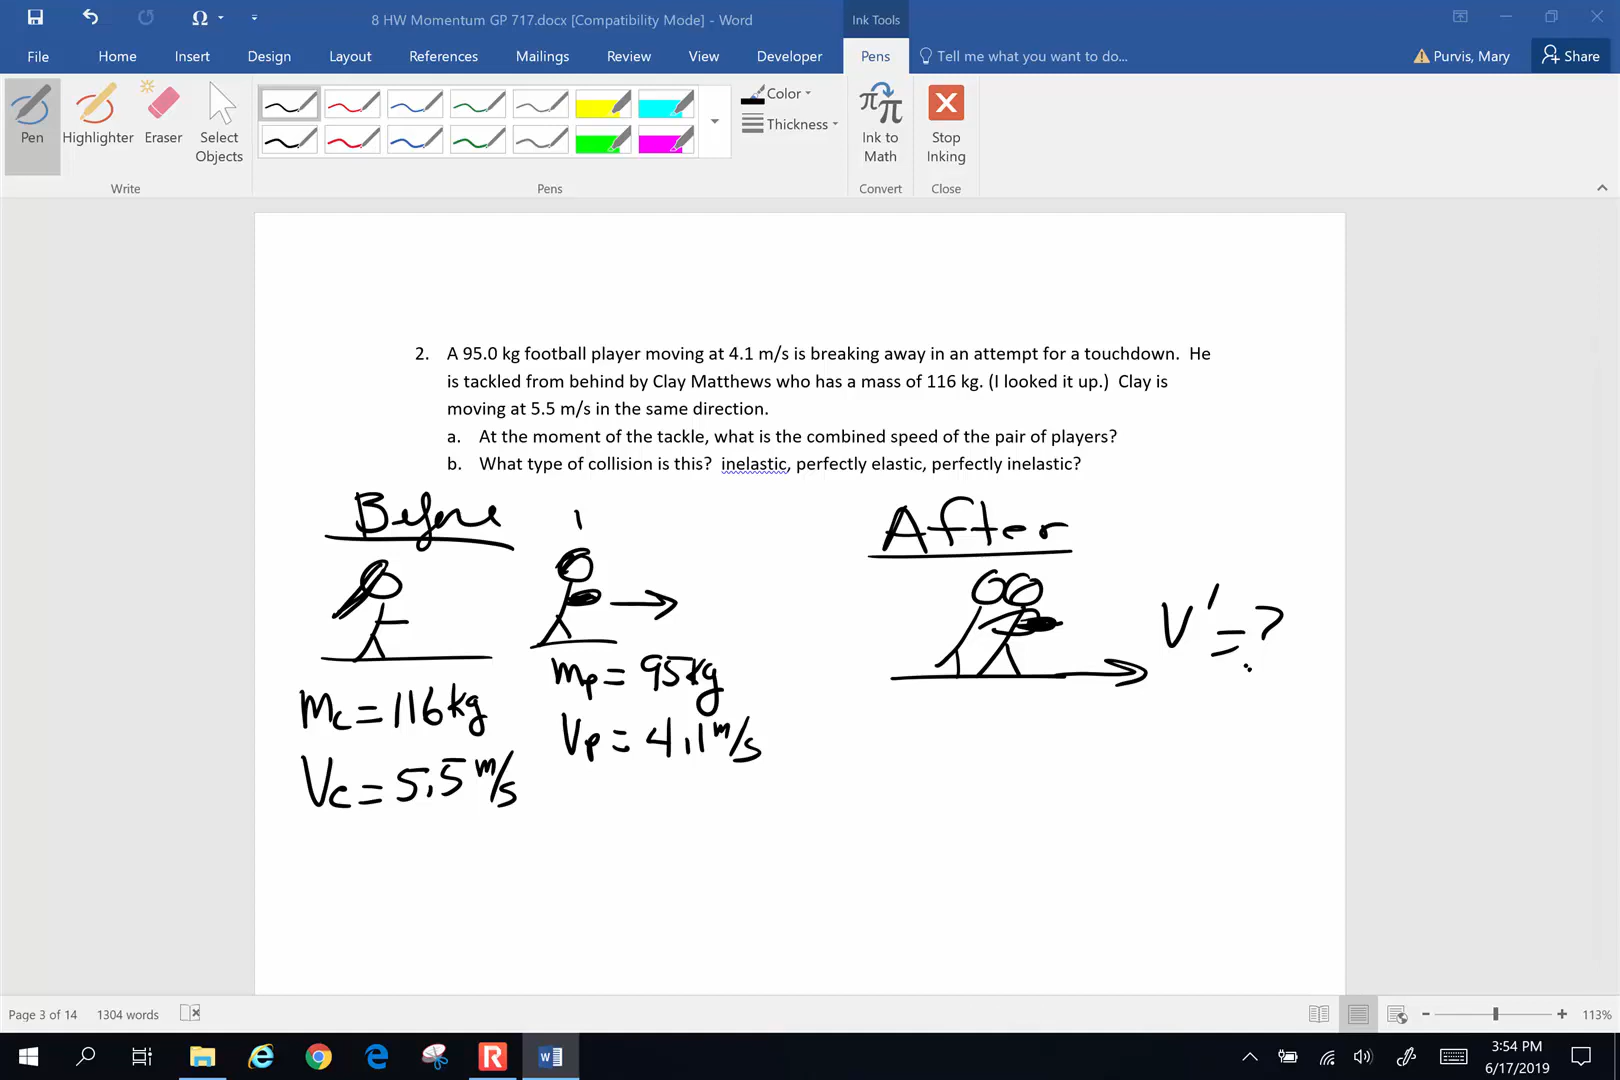 8 HW Momentum GP 717.docx [Compatibility Mode] - Word
Ink Tools
File Home Insert Design Layout References Mailings Review View Developer Pens Tell me what you want to do... Purvis, Mary Share
Pen Highlighter Eraser Select Objects
Color
Thickness
Ink to Math
Stop Inking
Write Pens Convert Close
2. A 95.0 kg football player moving at 4.1 m/s is breaking away in an attempt for a touchdown. He
is tackled from behind by Clay Matthews who has a mass of 116 kg. (I looked it up.) Clay is
moving at 5.5 m/s in the same direction.
a. At the moment of the tackle, what is the combined speed of the pair of players?
b. What type of collision is this? inelastic, perfectly elastic, perfectly inelastic?
Before
After
V' = ?
mp = 95kg
mc = 116kg
Vp = 4.1 m/s
Vc = 5.5 m/s
Page 3 of 14 1304 words 113%
3:54 PM
6/17/2019